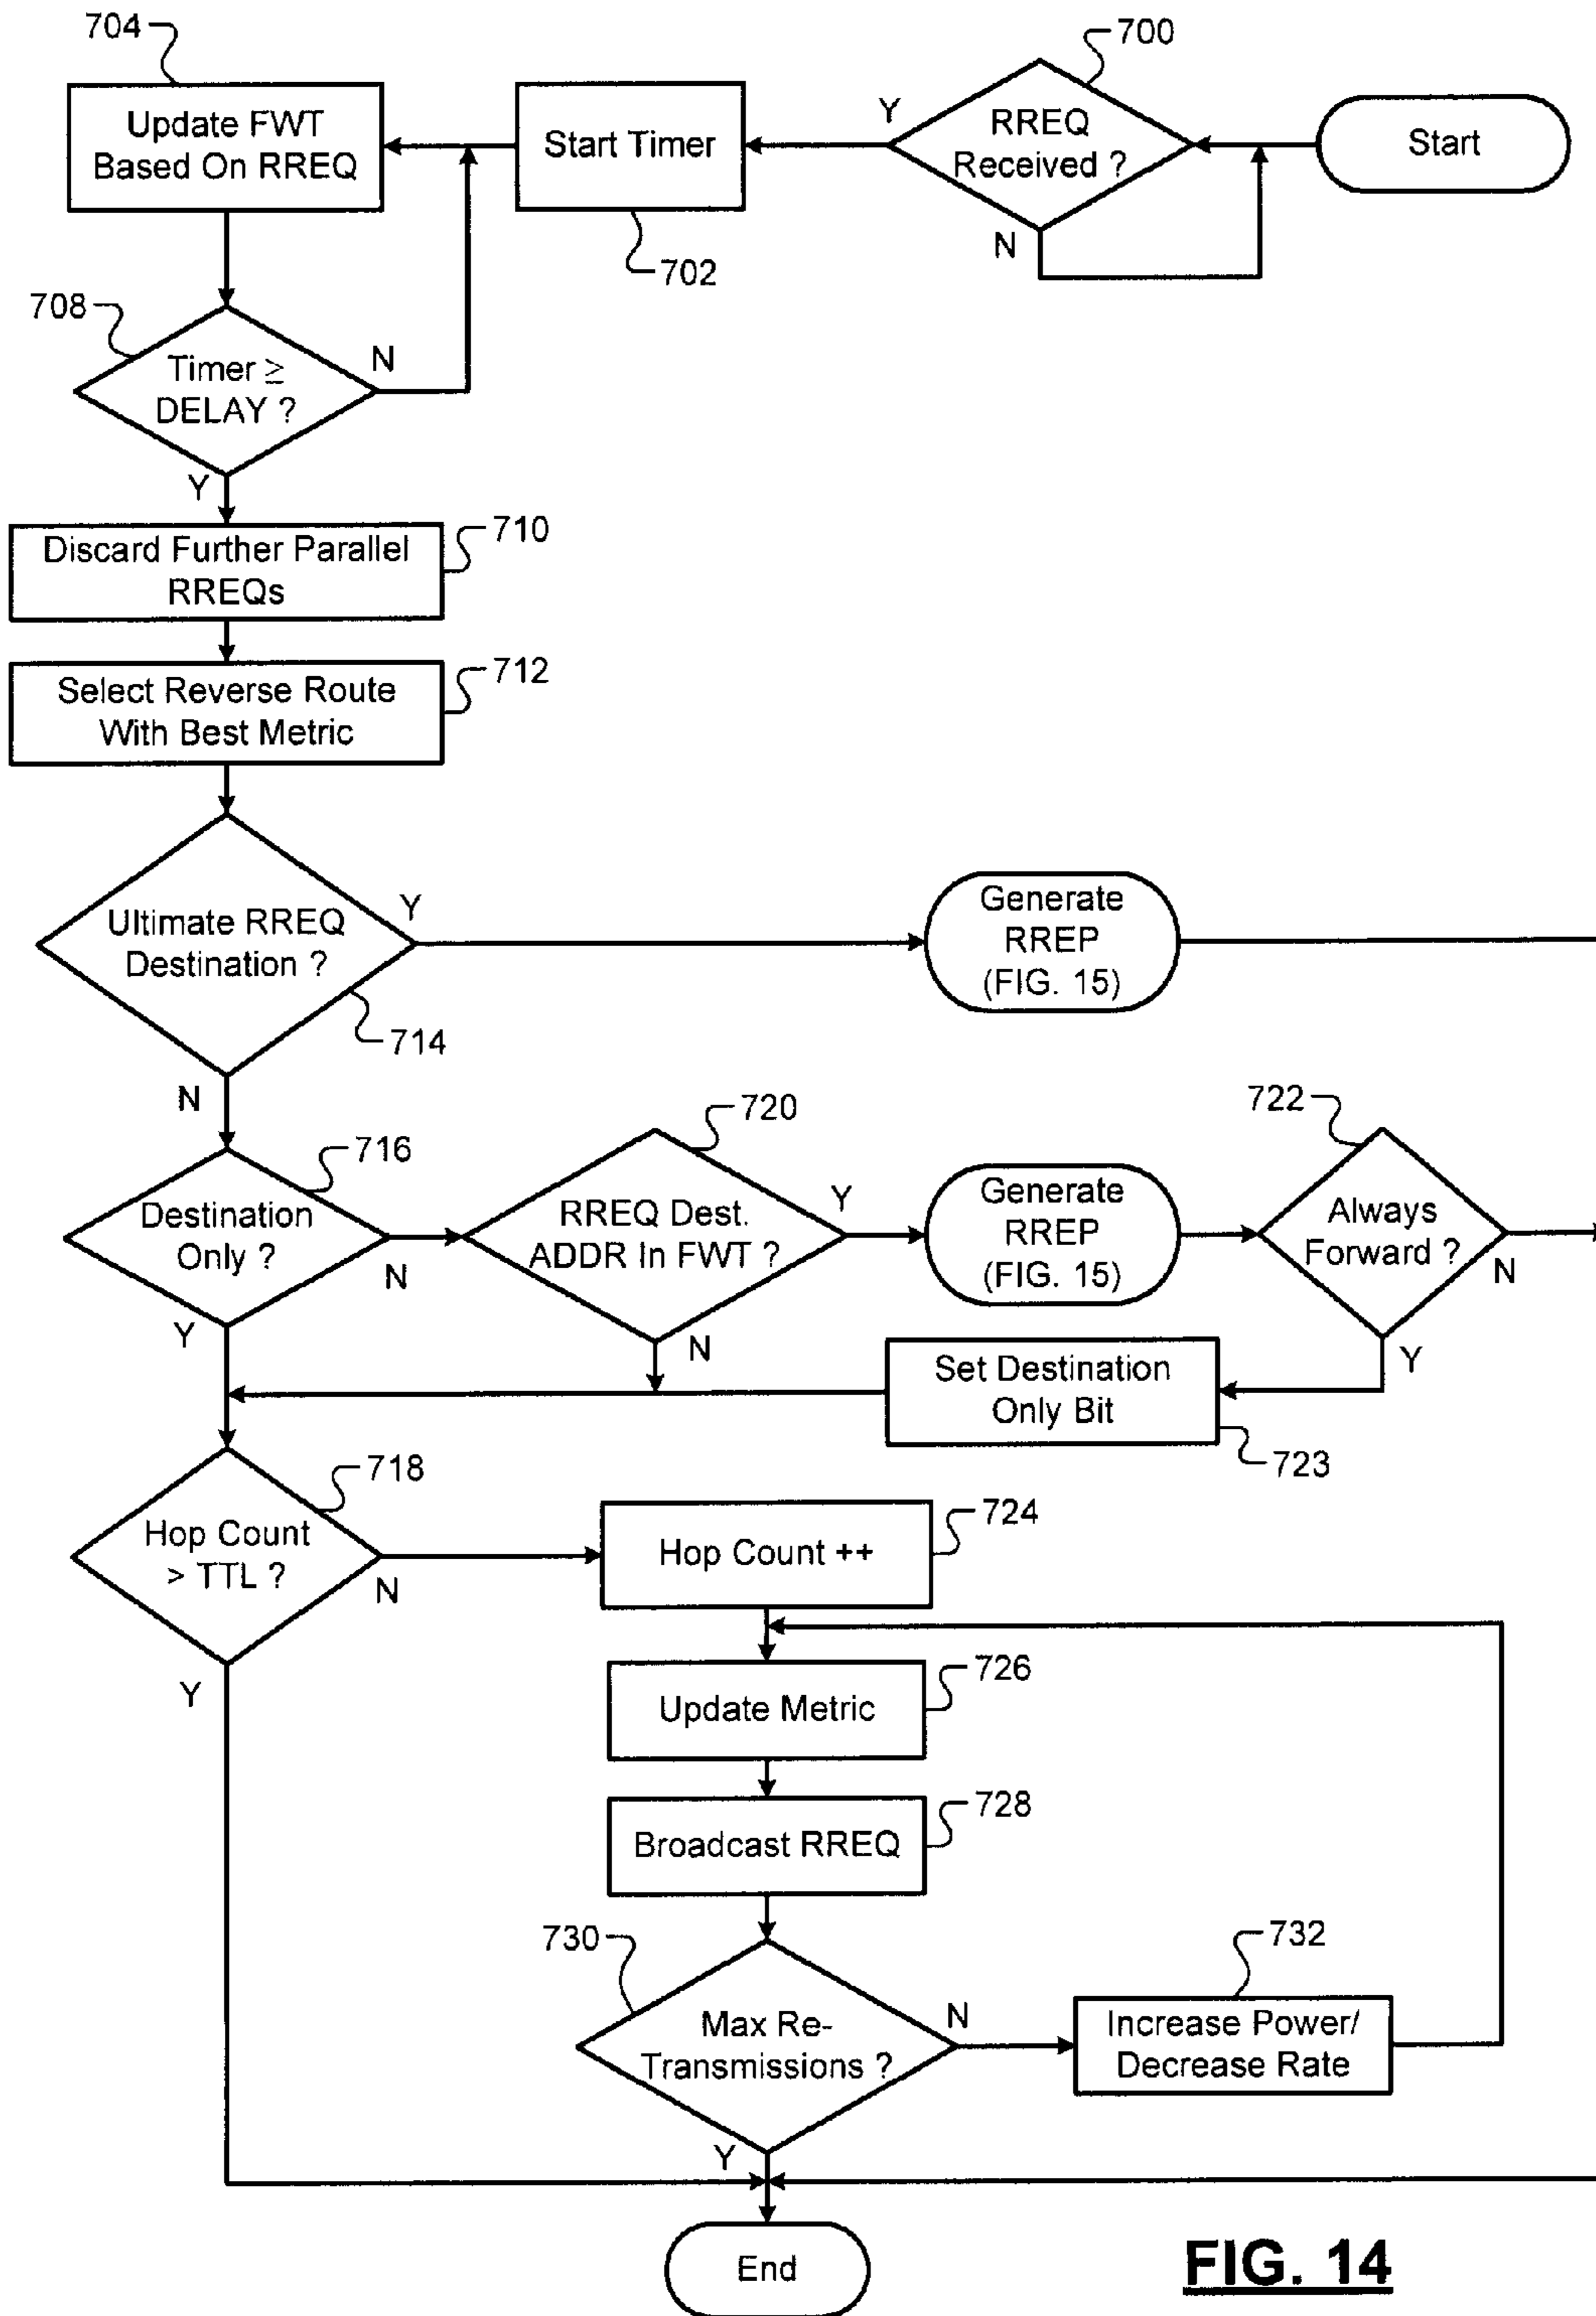 704
700
Update FWT
Based On RREQ
Start Timer
Y
RREQ
Received ?
Start
N
702
708
Timer ≥
DELAY ?
N
Y
Discard Further Parallel
RREQs
710
Select Reverse Route
With Best Metric
712
Ultimate RREQ
Destination ?
Y
714
N
Generate
RREP
(FIG. 15)
716
Destination
Only ?
N
Y
720
RREQ Dest.
ADDR In FWT ?
Y
N
Generate
RREP
(FIG. 15)
722
Always
Forward ?
N
Y
Set Destination
Only Bit
723
718
Hop Count
> TTL ?
N
Y
Hop Count ++
724
Update Metric
726
Broadcast RREQ
728
730
Max Re-
Transmissions ?
N
Y
732
Increase Power/
Decrease Rate
End
FIG. 14